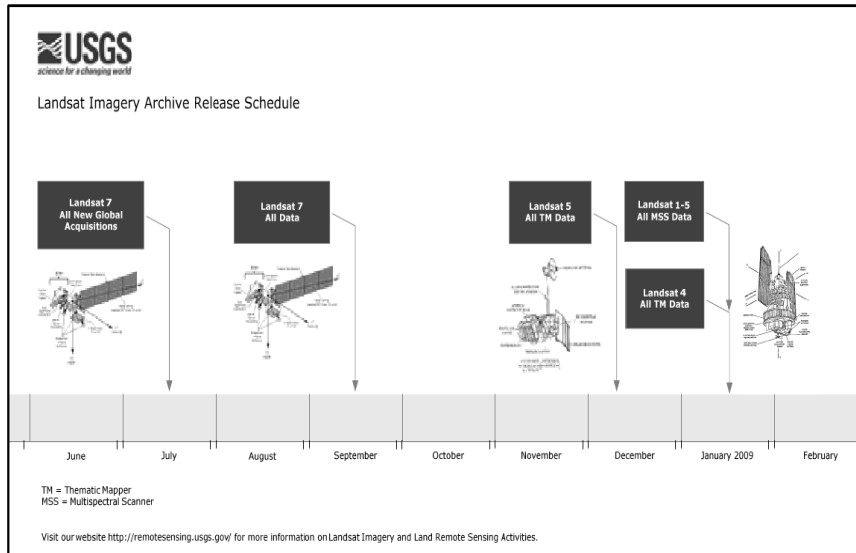 USGS
science for a changing world
Landsat Imagery Archive Release Schedule
Landsat 7
All New Global
Acquisitions
Landsat 7
All Data
Landsat 5
All TM Data
Landsat 1-5
All MSS Data
Landsat 4
All TM Data
June
July
August
September
October
November
December
January 2009
February
TM = Thematic Mapper
MSS = Multispectral Scanner
Visit our website http://remotesensing.usgs.gov/ for more information on Landsat Imagery and Land Remote Sensing Activities.